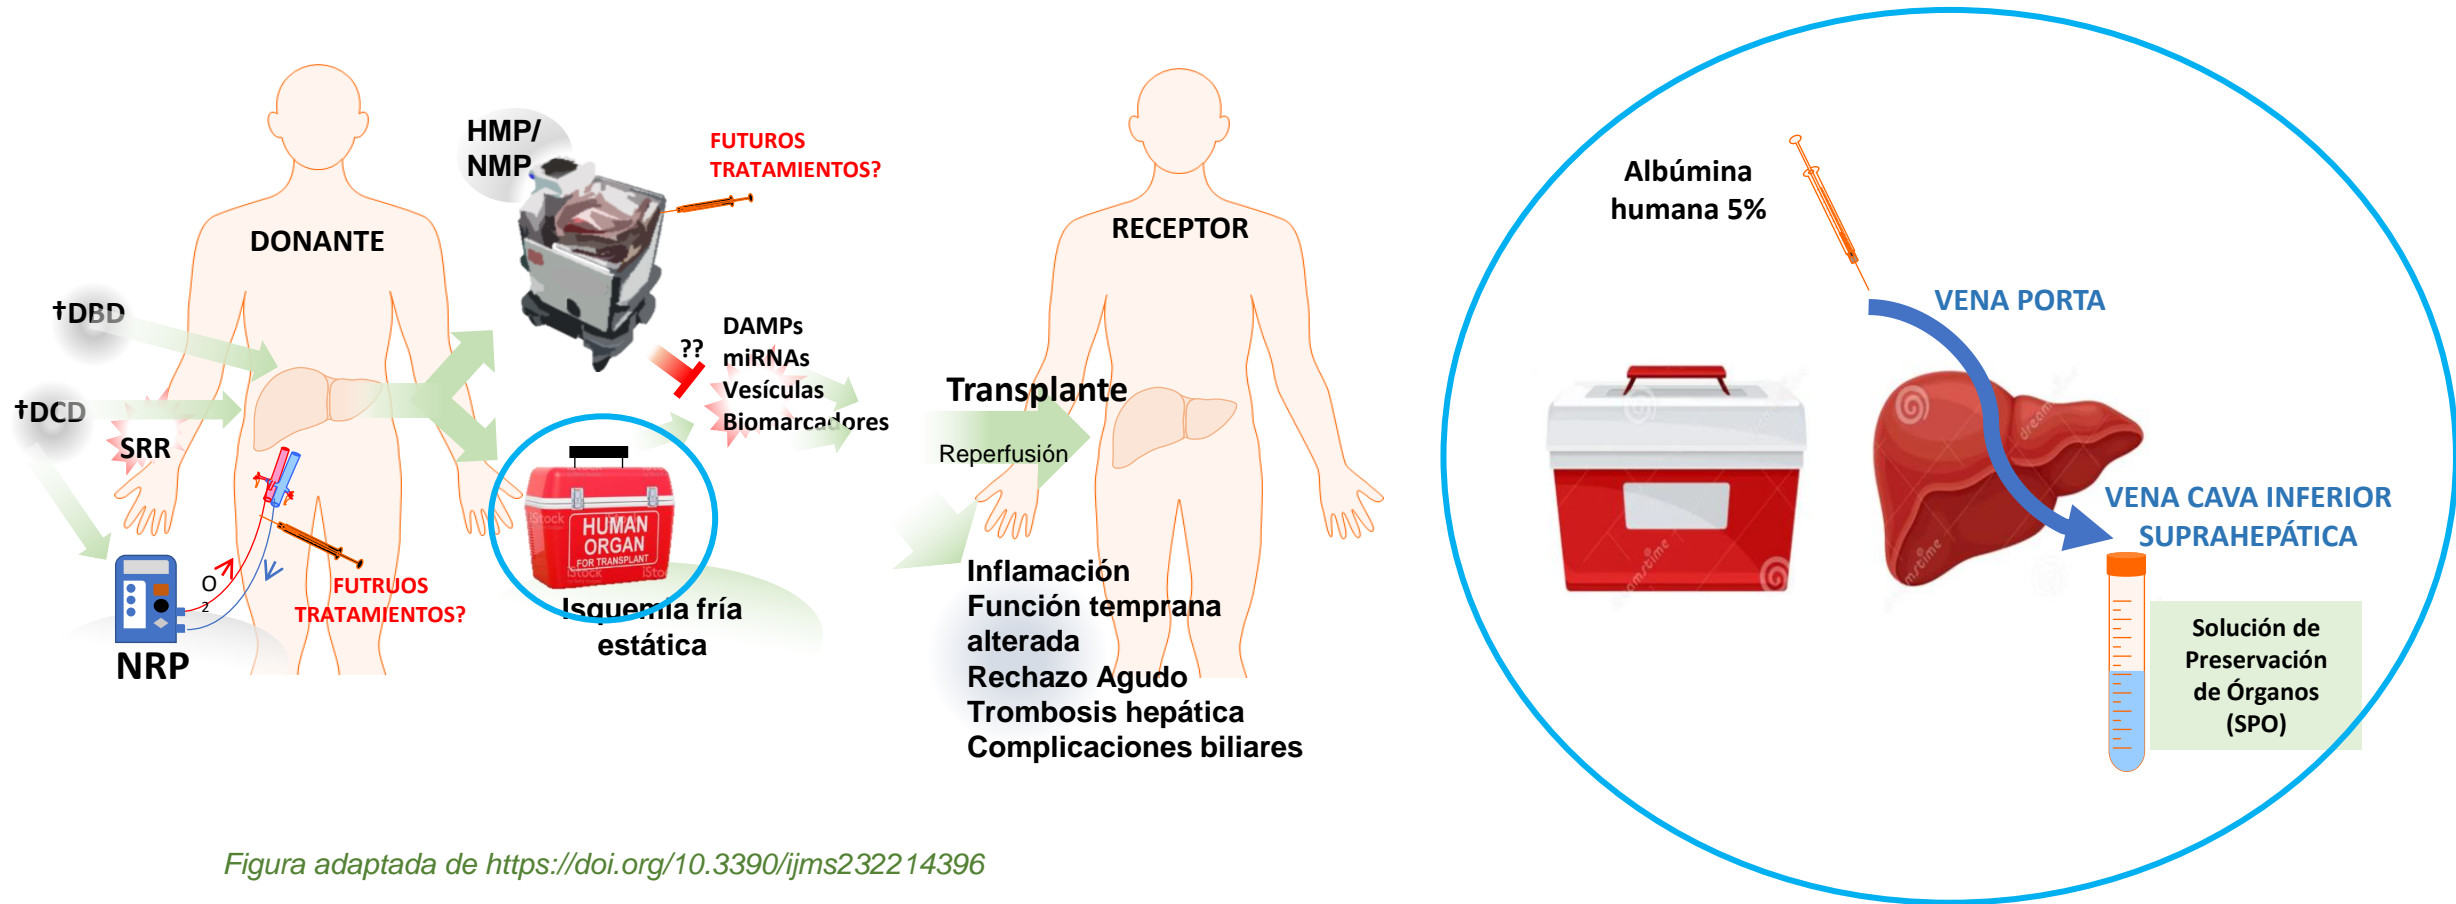 DONANTE
HMP/
NMP
FUTUROS
TRATAMIENTOS?
†DBD
†DCD
SRR
??
DAMPs
miRNAs
Vesículas
Biomarcadores
iStock
HUMAN
ORGAN
FOR TRANSPLANT
iStock
iStock
Isquemia fría
estática
O
2
FUTRUOS
TRATAMIENTOS?
NRP
RECEPTOR
Transplante
Reperfusión
Inflamación
Función temprana
alterada
Rechazo Agudo
Trombosis hepática
Complicaciones biliares
Albúmina
humana 5%
VENA PORTA
VENA CAVA INFERIOR
SUPRAHEPÁTICA
Solución de
Preservación
de Órganos
(SPO)
Figura adaptada de https://doi.org/10.3390/ijms232214396